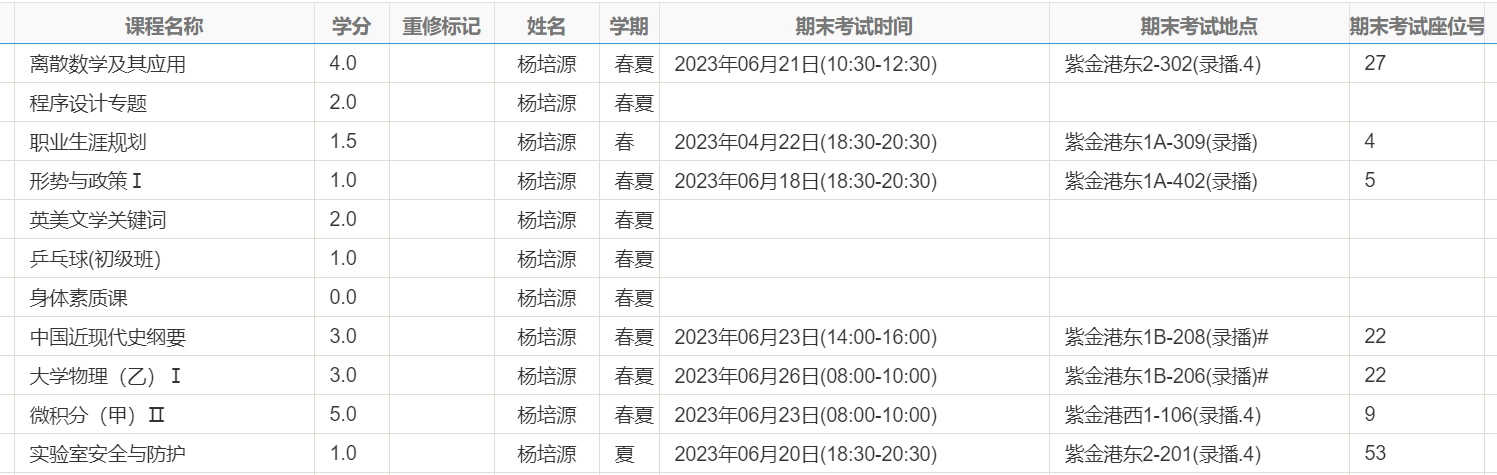 课程名称 学分 重修标记 姓名 学期 期末考试时间 期末考试地点 期末考试座位号
离散数学及其应用 4.0 杨培源 春夏 2023年06月21日(10:30-12:30) 紫金港东2-302(录播.4) 27
程序设计专题 2.0 杨培源 春夏
职业生涯规划 1.5 杨培源 春 2023年04月22日(18:30-20:30) 紫金港东1A-309(录播) 4
形势与政策Ⅰ 1.0 杨培源 春夏 2023年06月18日(18:30-20:30) 紫金港东1A-402(录播) 5
英美文学关键词 2.0 杨培源 春夏
乒乓球(初级班) 1.0 杨培源 春夏
身体素质课 0.0 杨培源 春夏
中国近现代史纲要 3.0 杨培源 春夏 2023年06月23日(14:00-16:00) 紫金港东1B-208(录播)# 22
大学物理（乙）Ⅰ 3.0 杨培源 春夏 2023年06月26日(08:00-10:00) 紫金港东1B-206(录播)# 22
微积分（甲）Ⅱ 5.0 杨培源 春夏 2023年06月23日(08:00-10:00) 紫金港西1-106(录播.4) 9
实验室安全与防护 1.0 杨培源 夏 2023年06月20日(18:30-20:30) 紫金港东2-201(录播.4) 53